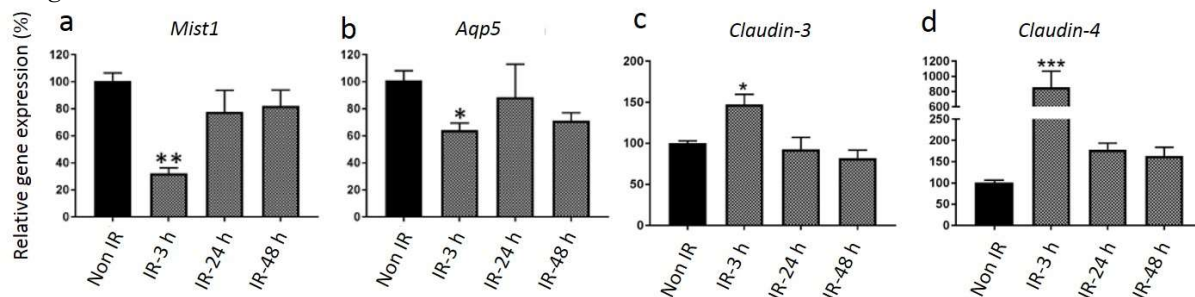 a Mist1
b Aqp5
c Claudin-3
d Claudin-4
Relative gene expression (%)
120
100
80
60
40
20
0
**
Non IR
IR-3 h
IR-24 h
IR-48 h
120
100
80
60
40
20
0
*
Non IR
IR-3 h
IR-24 h
IR-48 h
200
150
100
50
0
*
Non IR
IR-3 h
IR-24 h
IR-48 h
1200
1000
800
600
200
150
100
50
0
***
Non IR
IR-3 h
IR-24 h
IR-48 h